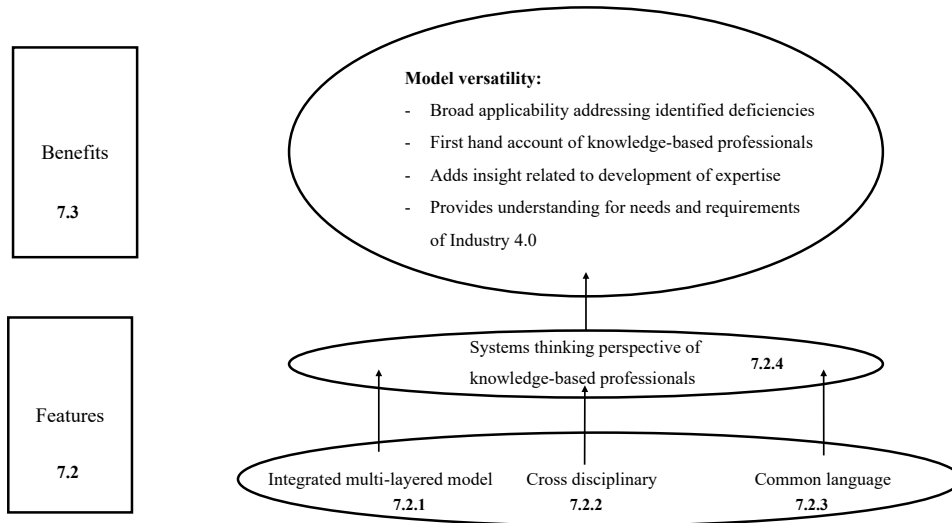 Benefits
7.3
Model versatility:
- Broad applicability addressing identified deficiencies
- First hand account of knowledge-based professionals
- Adds insight related to development of expertise
- Provides understanding for needs and requirements
of Industry 4.0
Features
7.2
Systems thinking perspective of
knowledge-based professionals
7.2.4
Integrated multi-layered model
7.2.1
Cross disciplinary
7.2.2
Common language
7.2.3